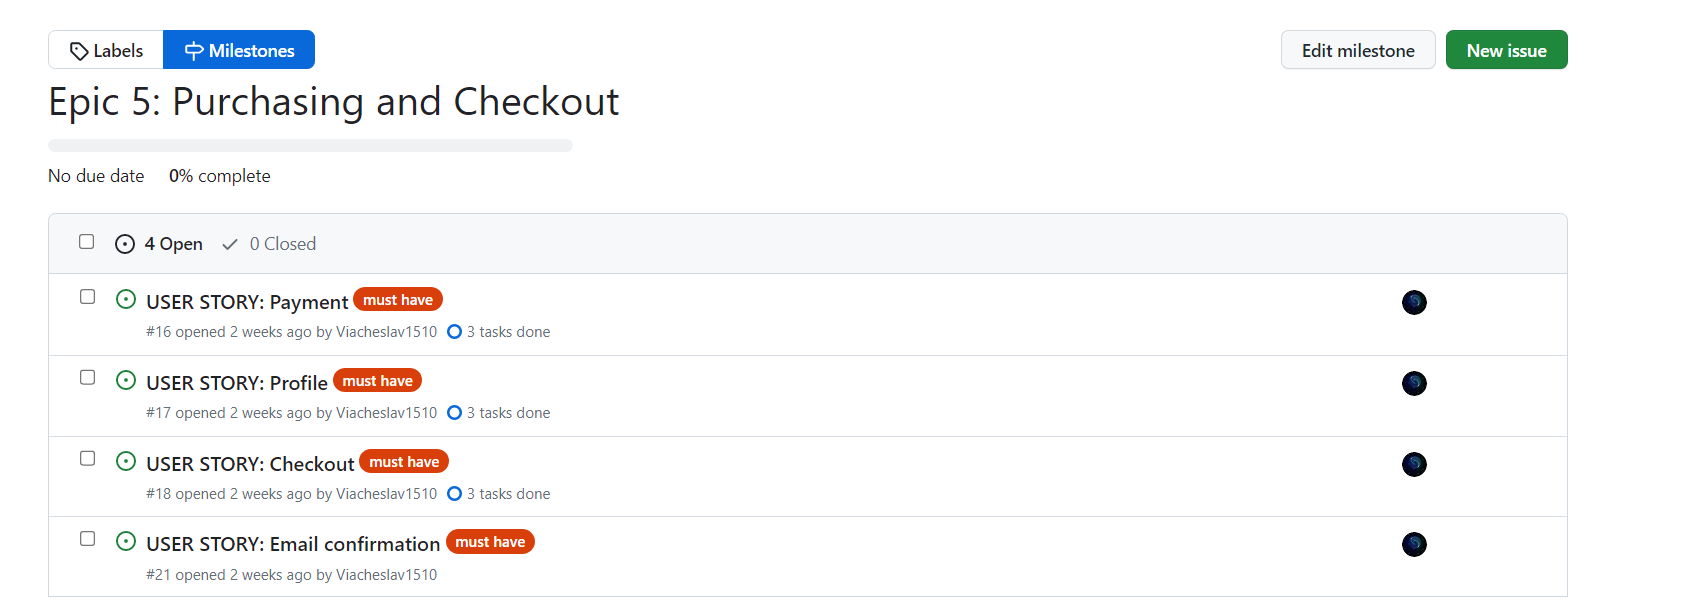 Labels Milestones Edit milestone New issue
Epic 5: Purchasing and Checkout
No due date 0% complete
4 Open 0 Closed
USER STORY: Payment must have
#16 opened 2 weeks ago by Viacheslav1510 3 tasks done
USER STORY: Profile must have
#17 opened 2 weeks ago by Viacheslav1510 3 tasks done
USER STORY: Checkout must have
#18 opened 2 weeks ago by Viacheslav1510 3 tasks done
USER STORY: Email confirmation must have
#21 opened 2 weeks ago by Viacheslav1510